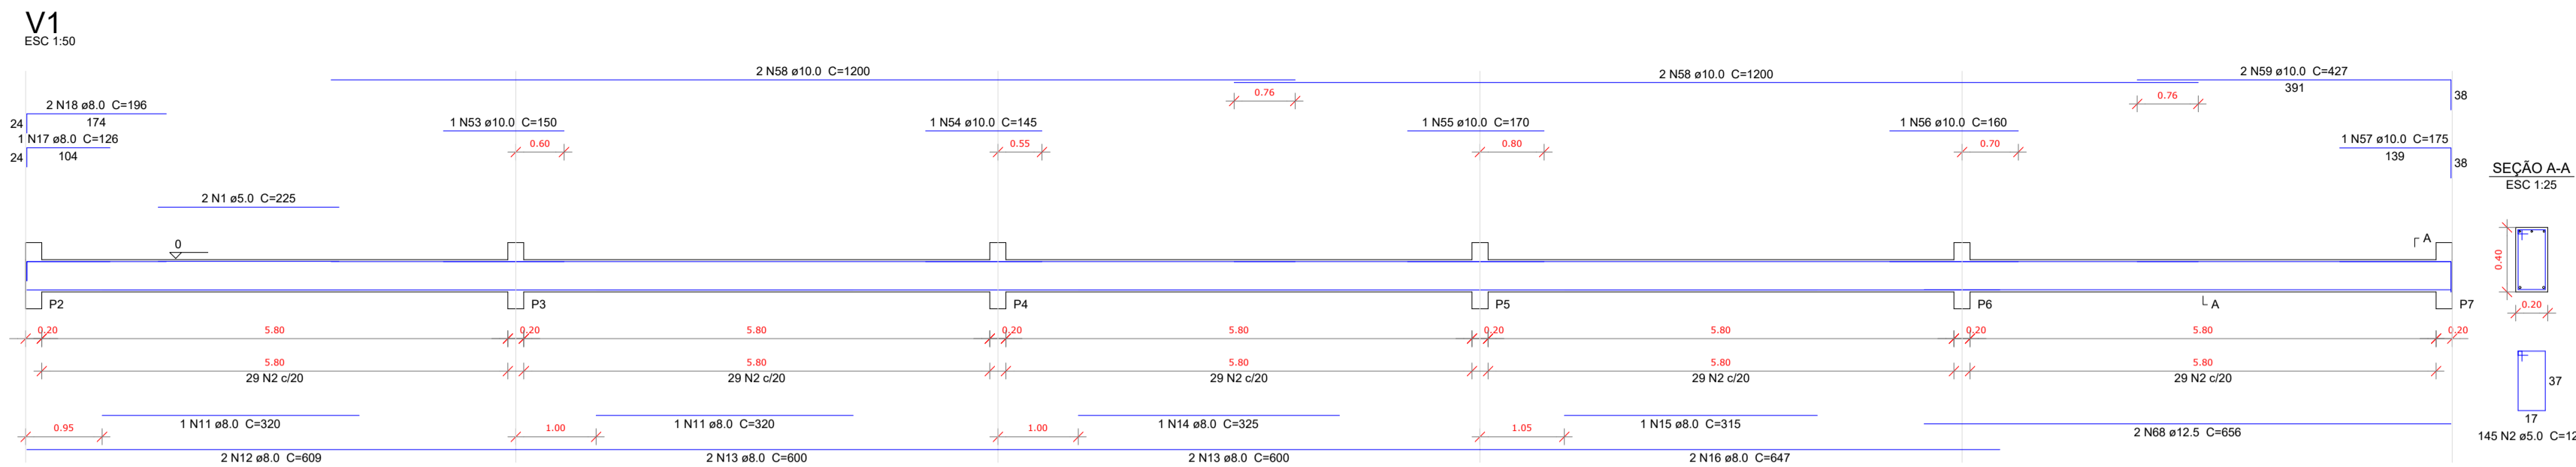 V1
ESC 1:50
2 N58 ø10.0 C=1200
2 N58 ø10.0 C=1200
2 N59 ø10.0 C=427
391
38
0.76
0.76
2 N18 ø8.0 C=196
24
174
1 N17 ø8.0 C=126
24
104
1 N53 ø10.0 C=150
0.60
1 N54 ø10.0 C=145
0.55
1 N55 ø10.0 C=170
0.80
1 N56 ø10.0 C=160
0.70
1 N57 ø10.0 C=175
139
38
SEÇÃO A-A
ESC 1:25
2 N1 ø5.0 C=225
0
A
0.40
P2
P3
P4
P5
P6
A
P7
0.20
0.20
5.80
0.20
5.80
0.20
5.80
0.20
5.80
0.20
5.80
0.20
5.80
5.80
5.80
5.80
5.80
29 N2 c/20
29 N2 c/20
29 N2 c/20
29 N2 c/20
29 N2 c/20
37
17
145 N2 ø5.0 C=12
0.95
1 N11 ø8.0 C=320
1.00
1 N11 ø8.0 C=320
1.00
1 N14 ø8.0 C=325
1.05
1 N15 ø8.0 C=315
2 N68 ø12.5 C=656
2 N12 ø8.0 C=609
2 N13 ø8.0 C=600
2 N13 ø8.0 C=600
2 N16 ø8.0 C=647